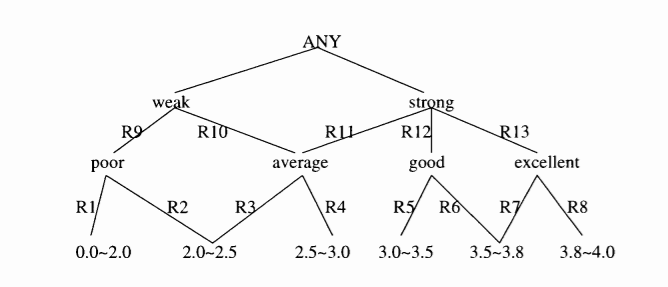 ANY
weak strong
R9 R10 R11 R12 R13
poor average good excellent
R1 R2 R3 R4 R5 R6 R7 R8
0.0~2.0 2.0~2.5 2.5~3.0 3.0~3.5 3.5~3.8 3.8~4.0